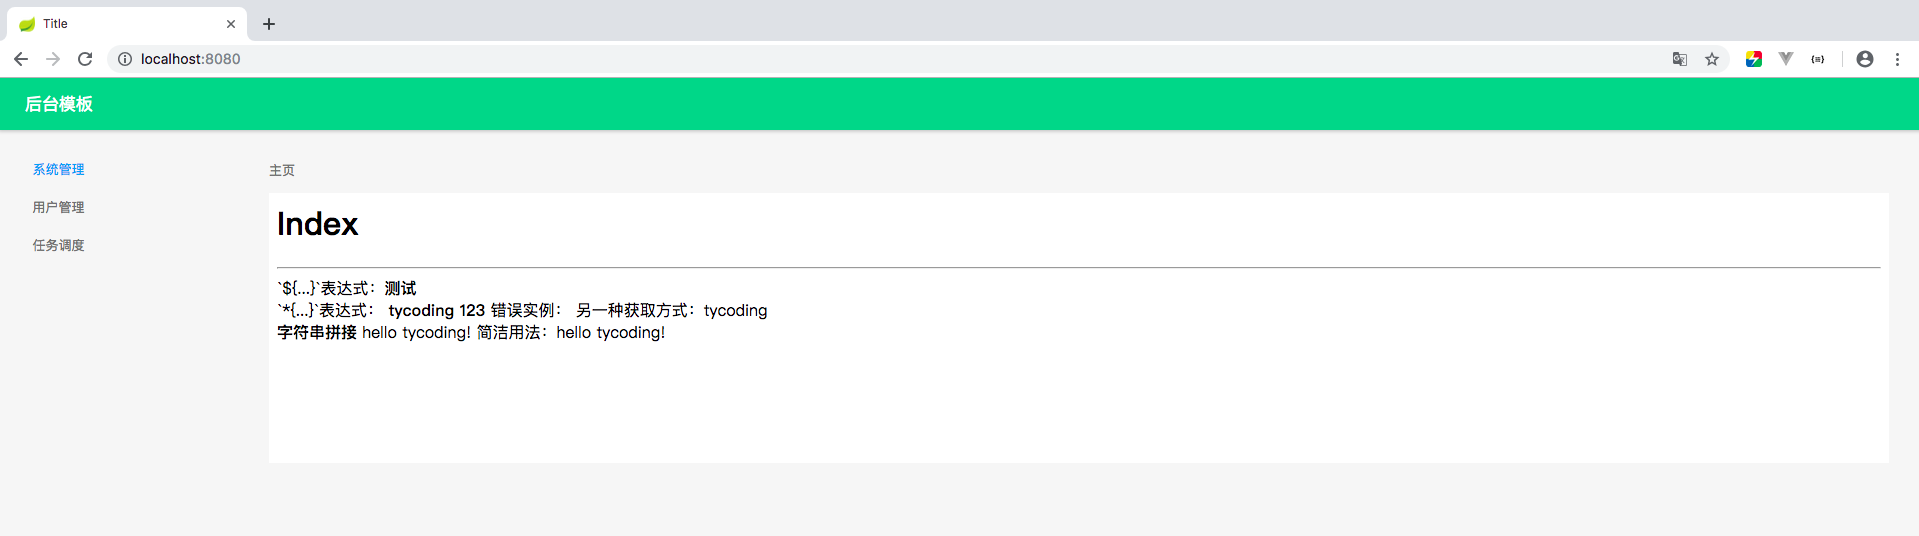 Title
localhost:8080
后台模板
系统管理
用户管理
任务调度
主页
Index
`${...}`表达式：测试
`*{...}`表达式： tycoding 123 错误实例： 另一种获取方式：tycoding
字符串拼接 hello tycoding! 简洁用法：hello tycoding!